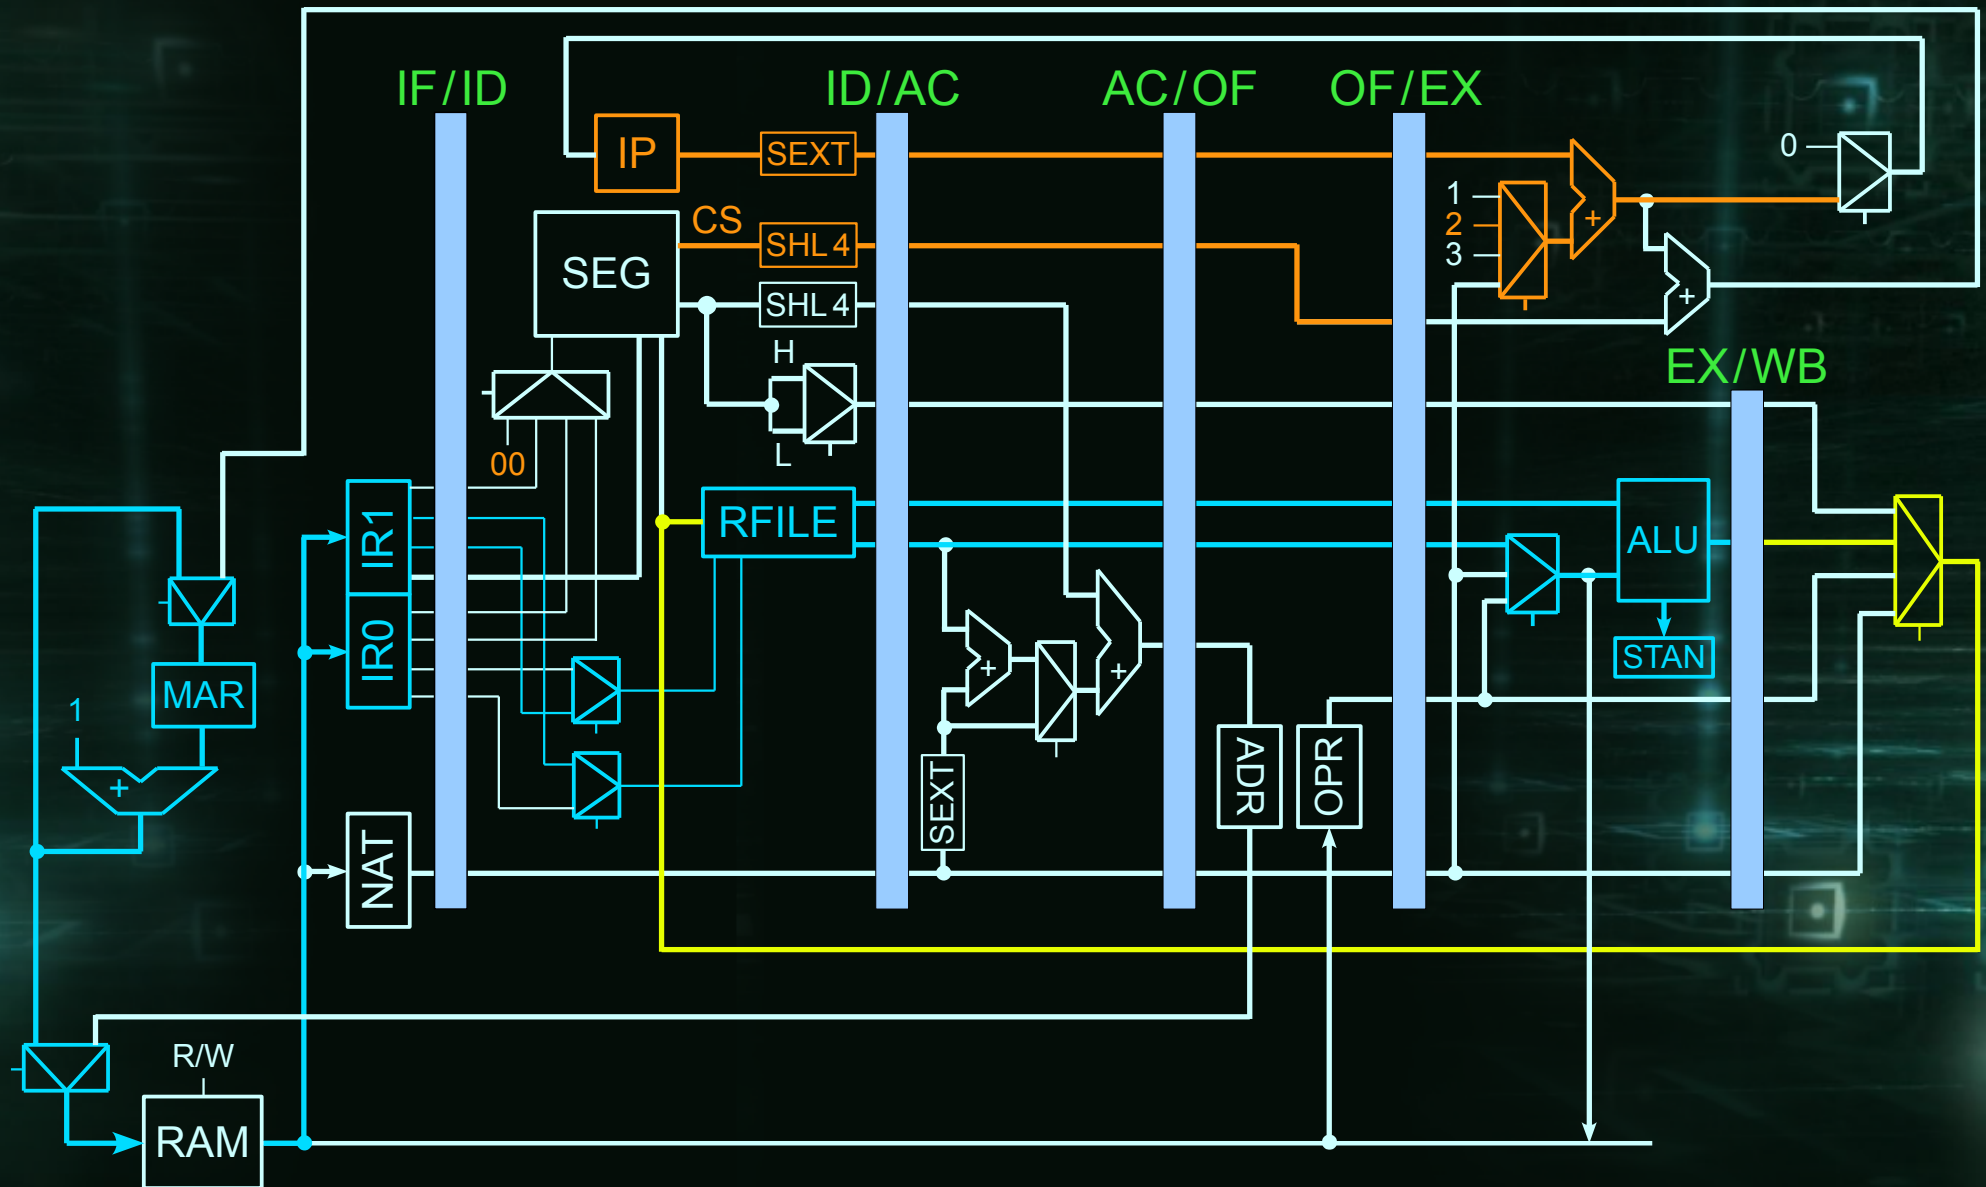 IF/ID
ID/AC
AC/OF
OF/EX
IP
SEXT
0
1
2
3
+
CS
SHL 4
SEG
SHL 4
+
EX/WB
H
L
00
IR1
RFILE
ALU
IR0
STAN
MAR
1
+
+
+
SEXT
ADR
OPR
NAT
R/W
RAM